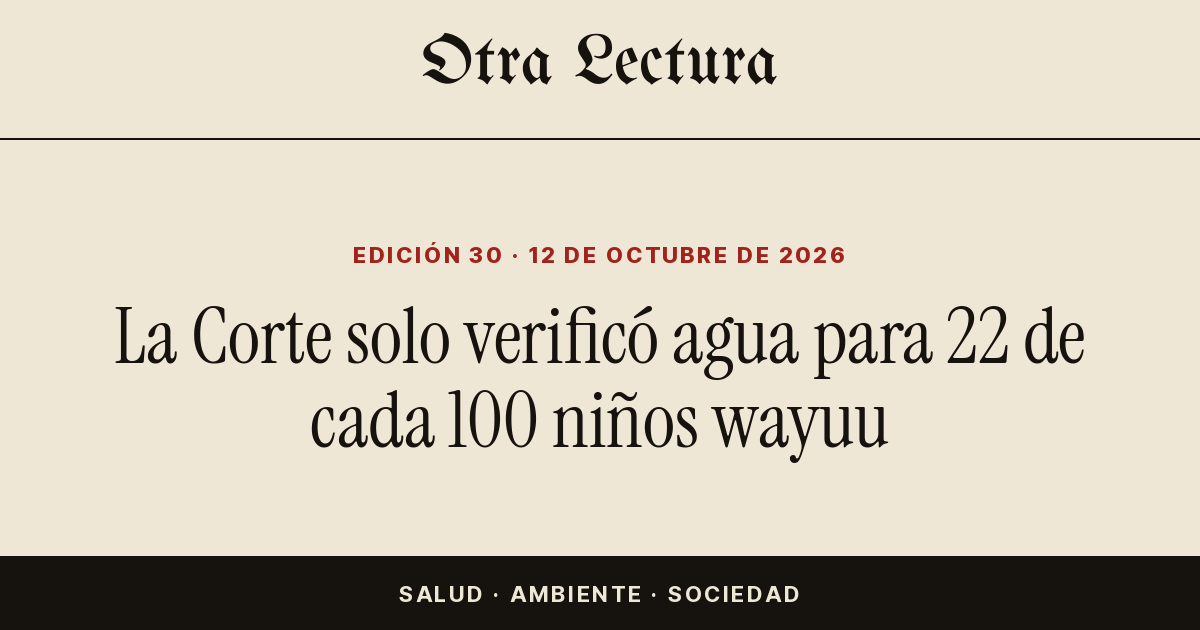 Otra Lectura
EDICIÓN 30 · 12 DE OCTUBRE DE 2026
La Corte solo verificó agua para 22 de
cada 100 niños wayuu
SALUD · AMBIENTE · SOCIEDAD